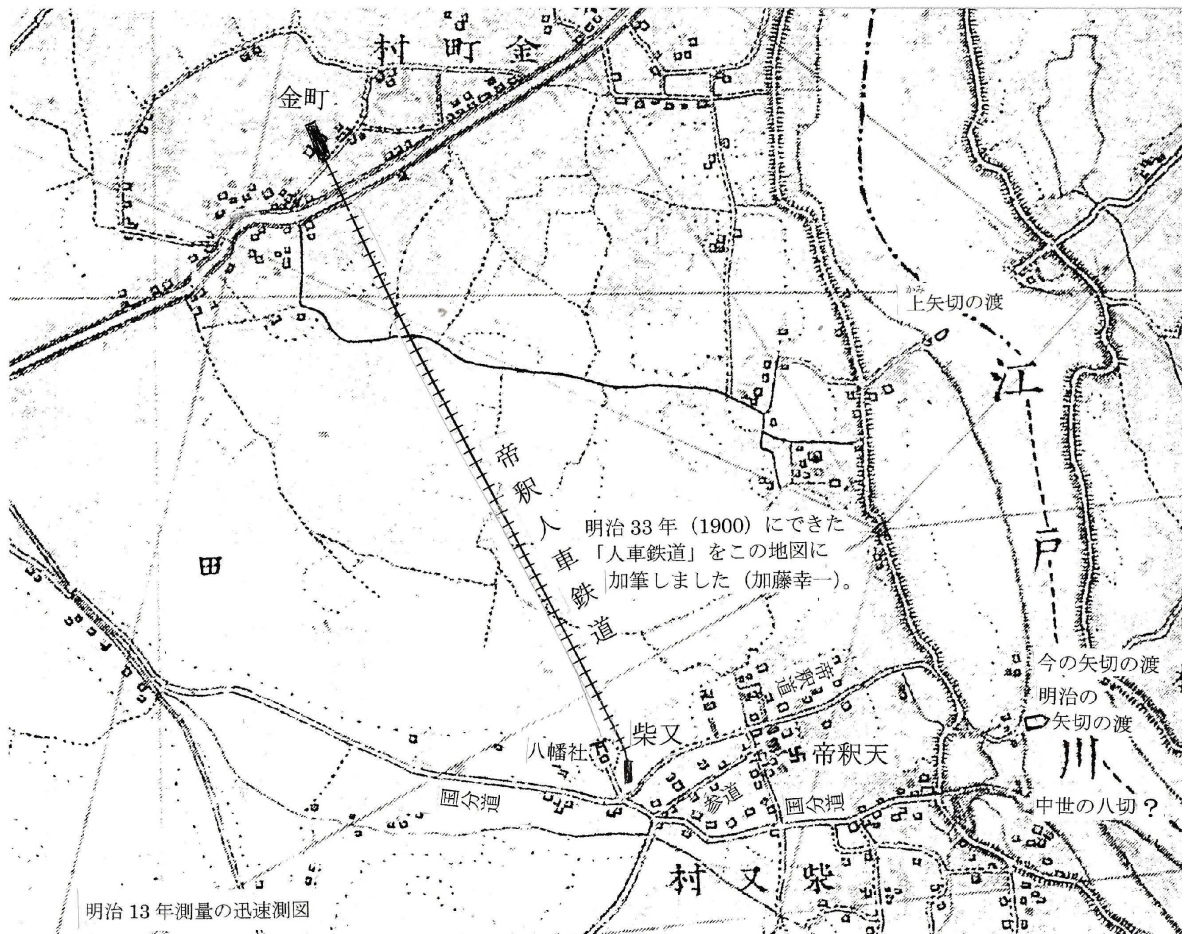 村町金
金町
かみ
上矢切の渡
江戸川
帝釈人車鉄道
明治33年（1900）にできた
「人車鉄道」をこの地図に
加筆しました（加藤幸一）。
田
今の矢切の渡
明治の
矢切の渡
中世の八切？
帝釈道
柴又
八幡社
帝釈天
参道
国分道
国分道
村又柴
明治13年測量の迅速測図